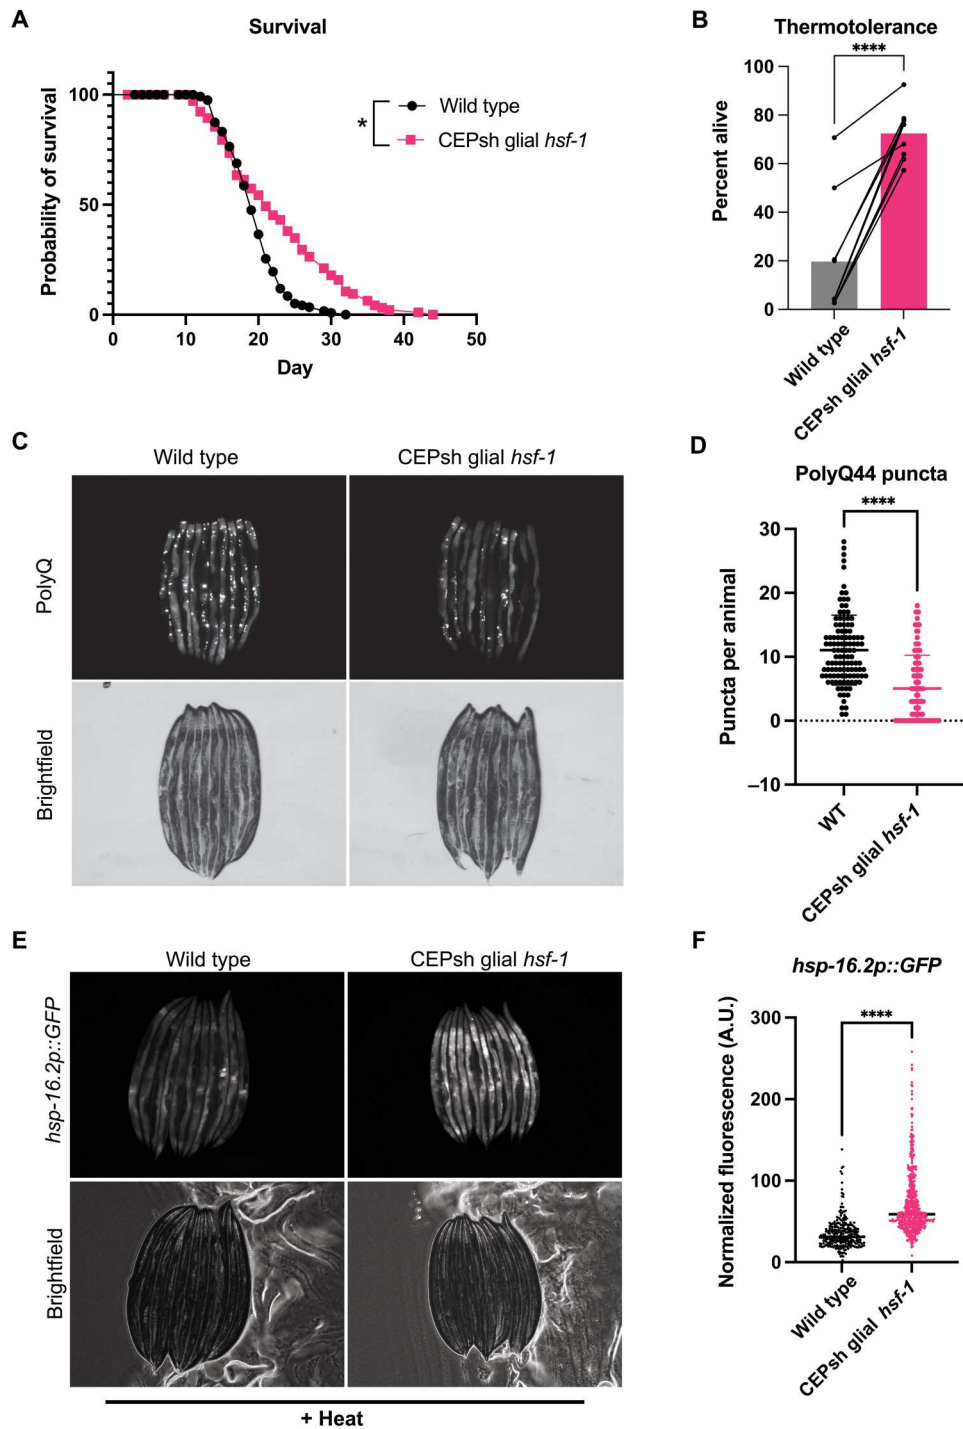 A
Survival
Probability of survival
100
50
0
0 10 20 30 40 50
Day
*
Wild type
CEPsh glial hsf-1
B
Thermotolerance
****
Percent alive
100
80
60
40
20
0
Wild type
CEPsh glial hsf-1
C
Wild type
CEPsh glial hsf-1
PolyQ
Brightfield
D
PolyQ44 puncta
****
Puncta per animal
30
20
10
0
–10
WT
CEPsh glial hsf-1
E
Wild type
CEPsh glial hsf-1
hsp-16.2p::GFP
Brightfield
+ Heat
F
hsp-16.2p::GFP
****
Normalized fluorescence (A.U.)
300
200
100
0
Wild type
CEPsh glial hsf-1